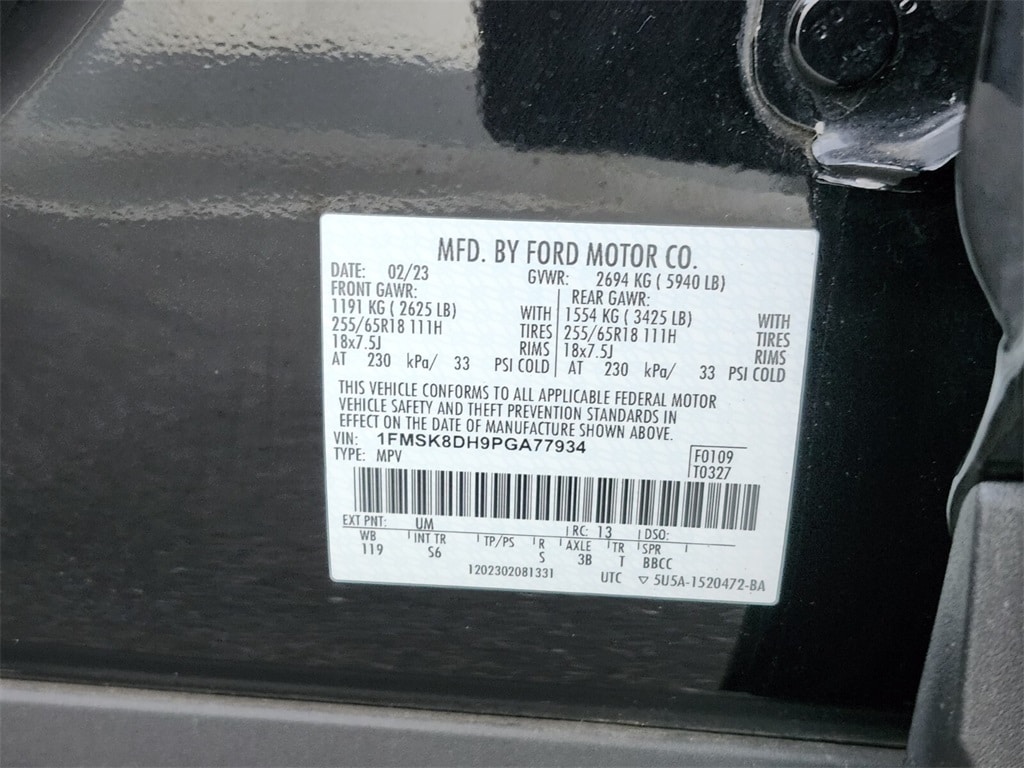 MFD. BY FORD MOTOR CO.
DATE: 02/23 GVWR: 2694 KG ( 5940 LB)
FRONT GAWR: REAR GAWR:
1191 KG ( 2625 LB) WITH 1554 KG ( 3425 LB) WITH
255/65R18 111H TIRES 255/65R18 111H TIRES
18x7.5J RIMS 18x7.5J RIMS
AT 230 kPa/ 33 PSI COLD AT 230 kPa/ 33 PSI COLD
THIS VEHICLE CONFORMS TO ALL APPLICABLE FEDERAL MOTOR
VEHICLE SAFETY AND THEFT PREVENTION STANDARDS IN
EFFECT ON THE DATE OF MANUFACTURE SHOWN ABOVE.
VIN: 1FMSK8DH9PGA77934
TYPE: MPV F0109
T0327
EXT PNT: UM RC: 13 DSO:
WB INT TR TP/PS R AXLE TR SPR
119 S6 S 3B T BBCC
1202302081331 UTC ▽ 5U5A-1520472-BA